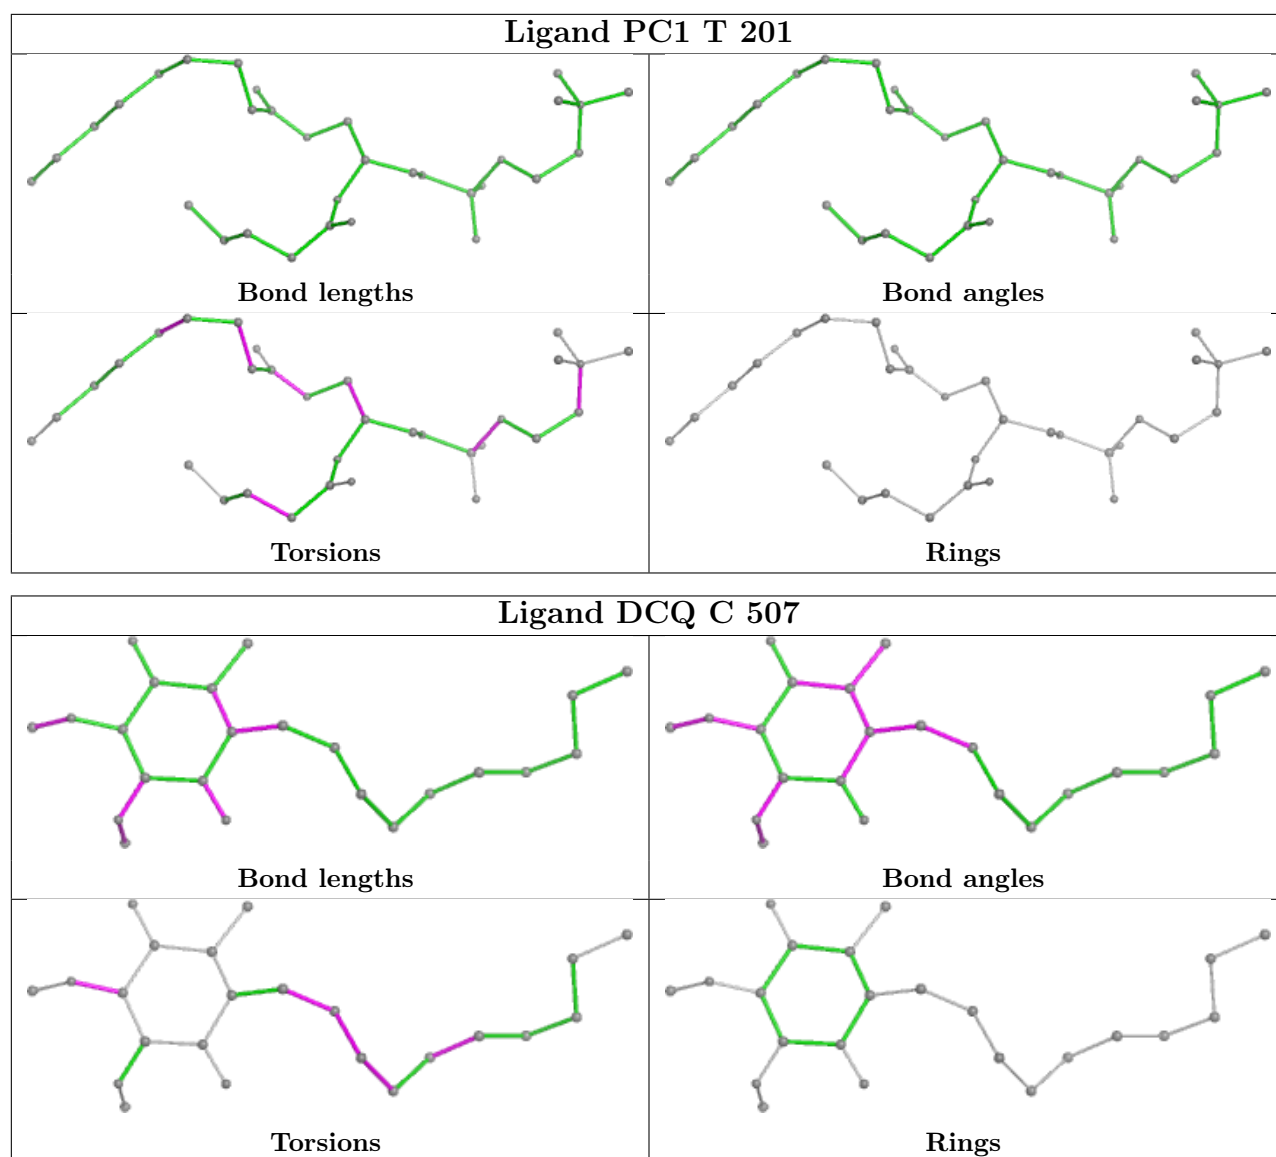 Ligand PC1 T 201
Bond lengths
Bond angles
Torsions
Rings
Ligand DCQ C 507
Bond lengths
Bond angles
Torsions
Rings